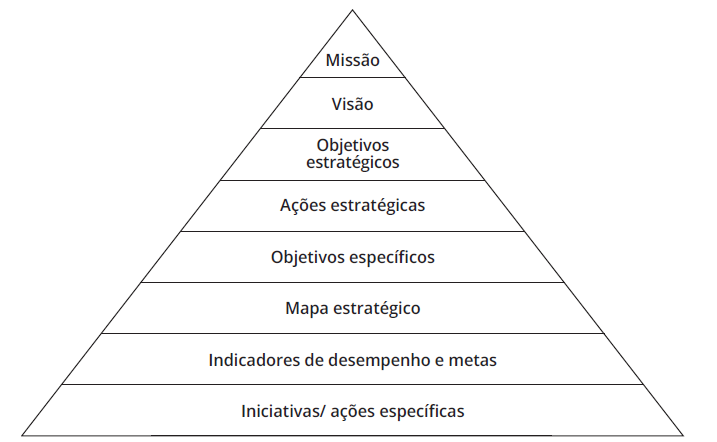 Missão
Visão
Objetivos
estratégicos
Ações estratégicas
Objetivos específicos
Mapa estratégico
Indicadores de desempenho e metas
Iniciativas/ ações específicas